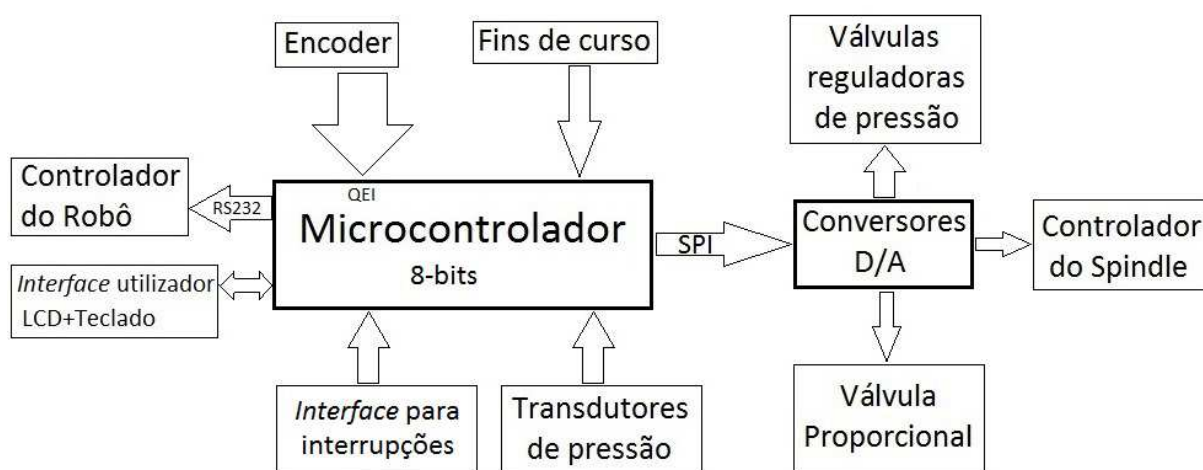 Encoder
Fins de curso
Válvulas
reguladoras
de pressão
Controlador
do Robô
RS232
QEI
Microcontrolador
8-bits
SPI
Conversores
D/A
Controlador
do Spindle
Interface utilizador
LCD+Teclado
Interface para
interrupções
Transdutores
de pressão
Válvula
Proporcional